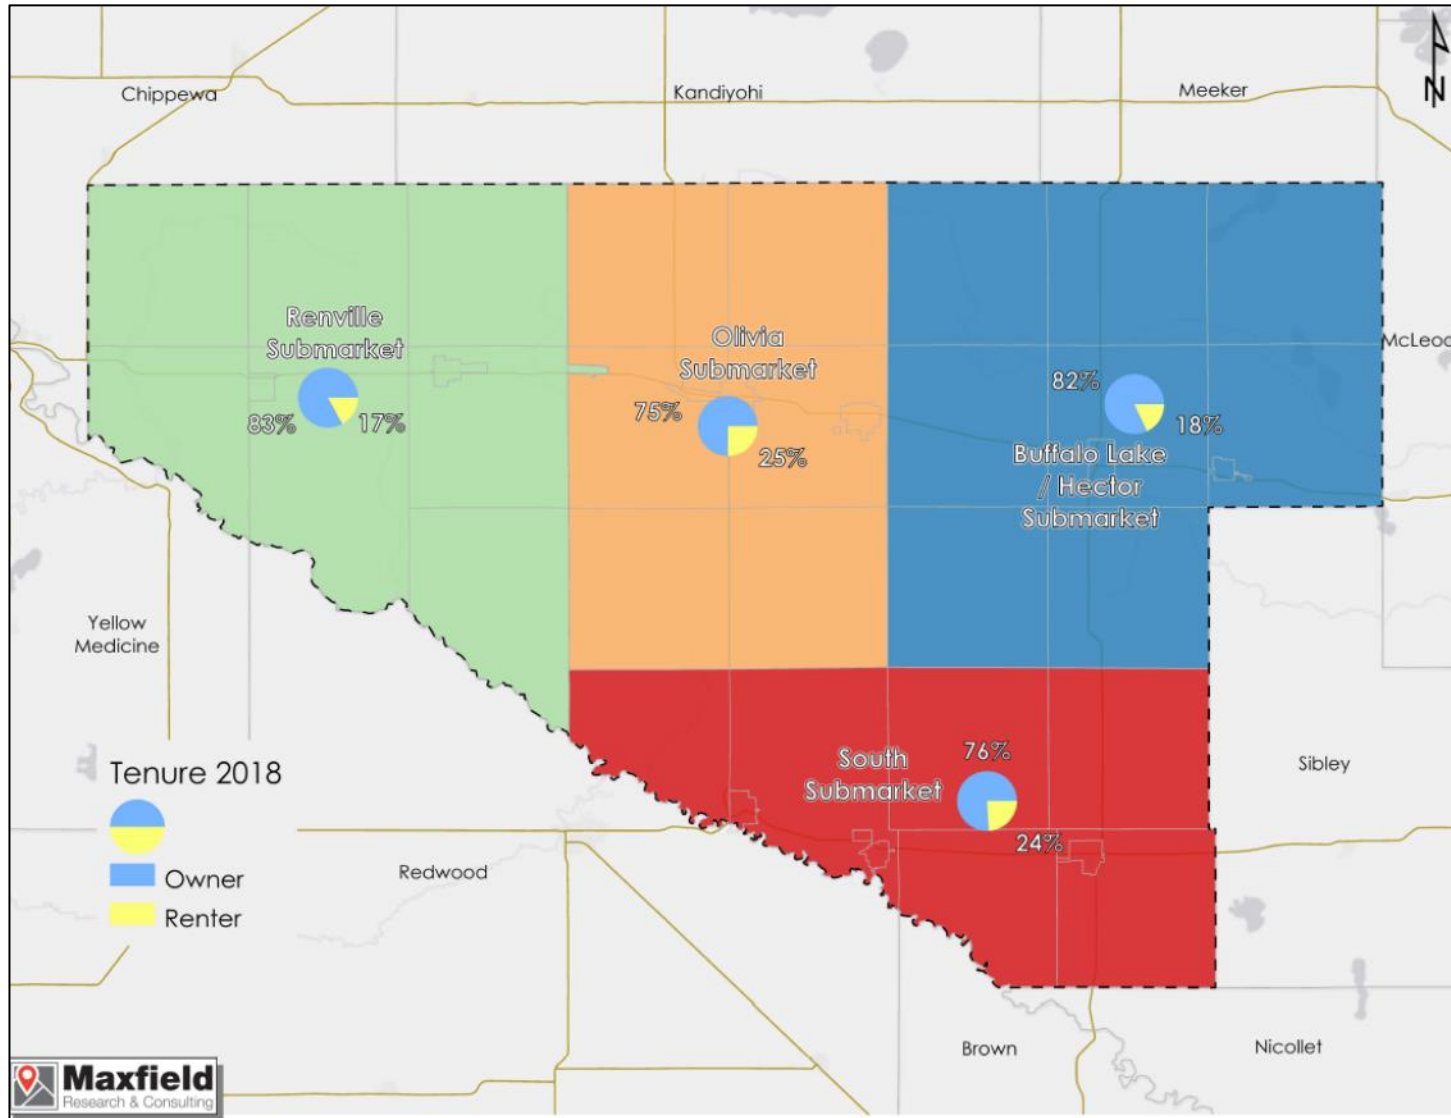 N
Chippewa
Kandiyohi
Meeker
Renville
Submarket
83%
17%
Olivia
Submarket
75%
25%
McLeod
82%
18%
Buffalo Lake
/ Hector
Submarket
Yellow
Medicine
South
Submarket
76%
24%
Sibley
Tenure 2018
Owner
Renter
Redwood
Brown
Nicollet
Maxfield
Research & Consulting